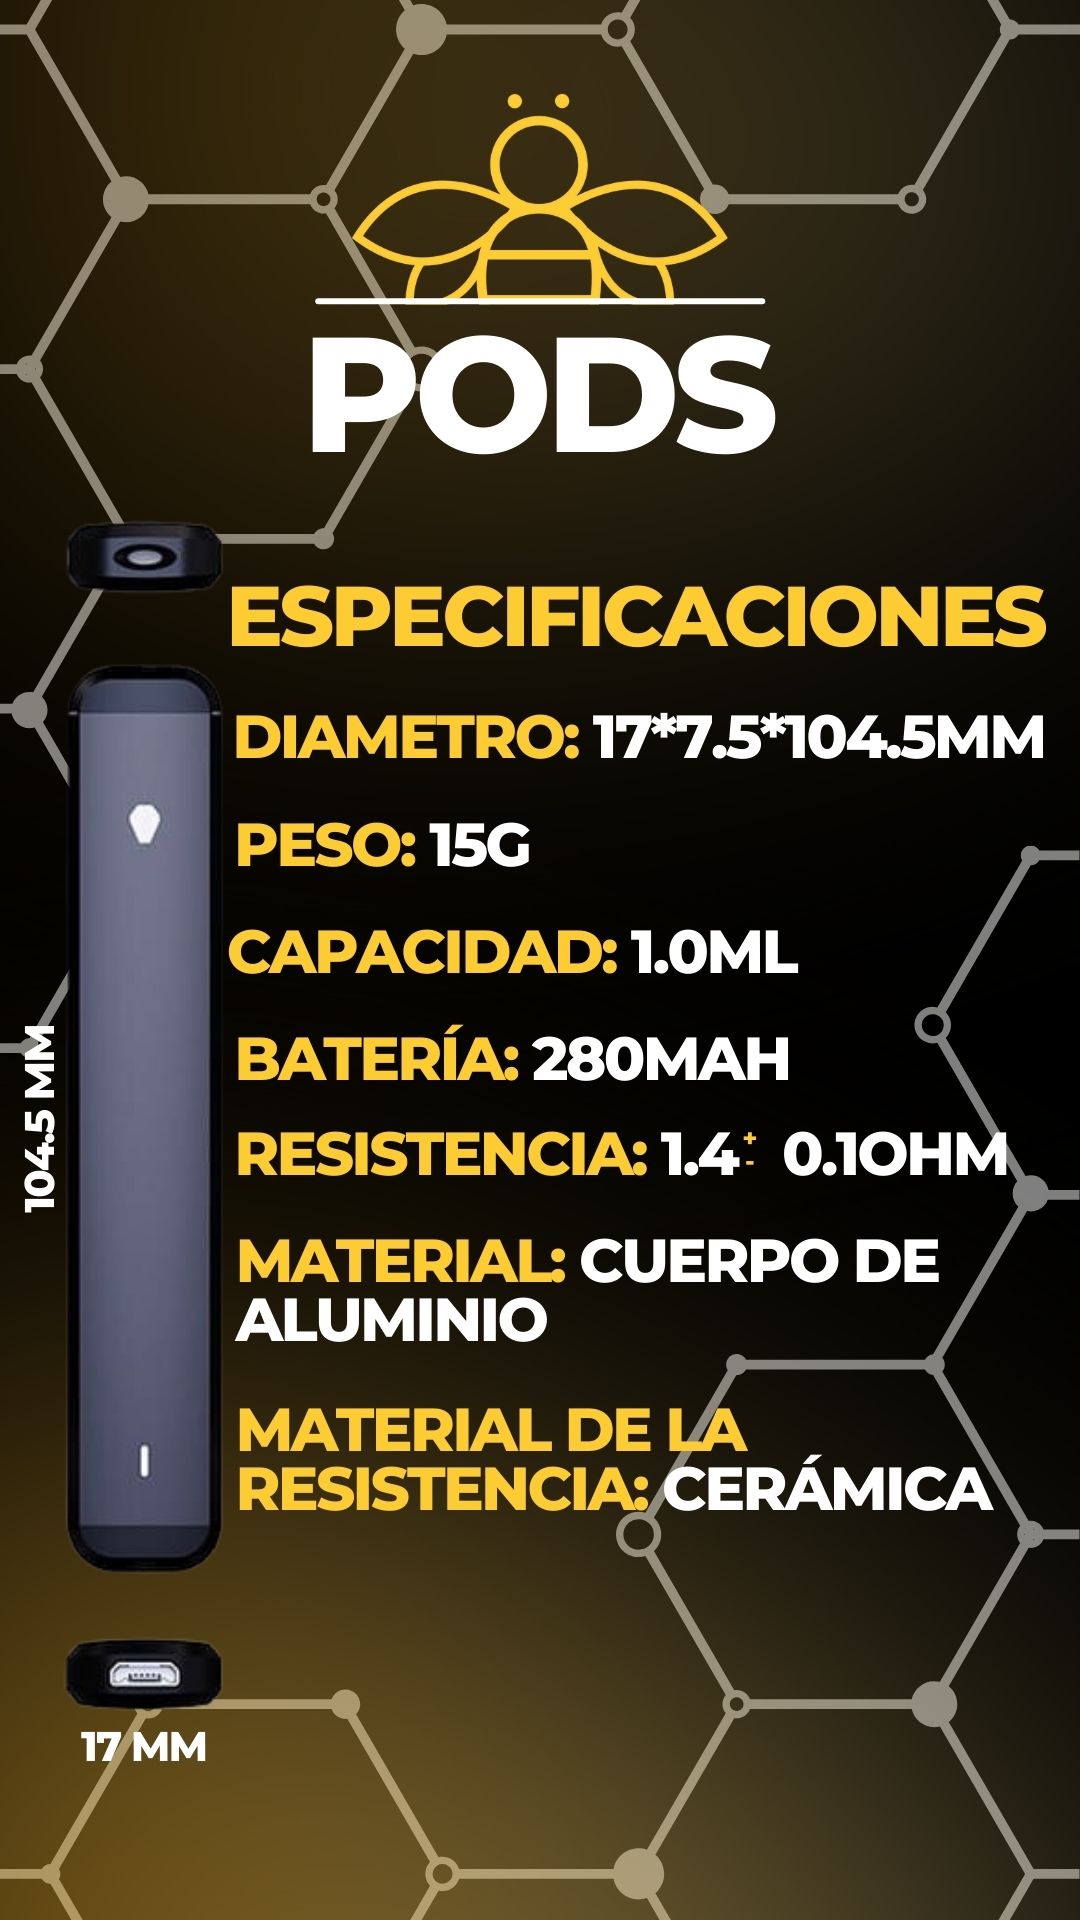 PODS
ESPECIFICACIONES
DIAMETRO: 17*7.5*104.5MM
PESO: 15G
CAPACIDAD: 1.0ML
BATERÍA: 280MAH
RESISTENCIA: 1.4 +- 0.1OHM
MATERIAL: CUERPO DE
ALUMINIO
MATERIAL DE LA
RESISTENCIA: CERÁMICA
104.5 MM
17 MM